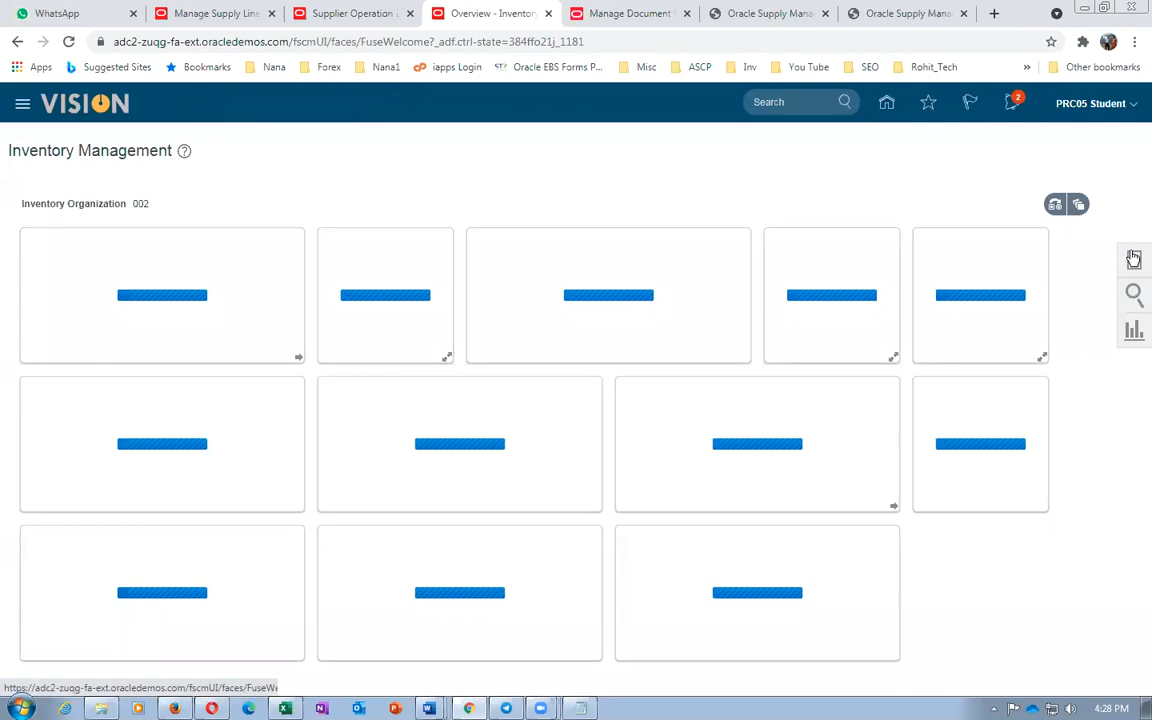 WhatsApp
Manage Supply Line
Supplier Operation i
Overview - Inventory
Manage Document
Oracle Supply Mana
Oracle Supply Mana
adc2-zuqg-fa-ext.oracledemos.com/fscmUI/faces/FuseWelcome?_adf.ctrl-state=384ffo21j_1181
Apps
Suggested Sites
Bookmarks
Nana
Forex
Nana1
iapps Login
Oracle EBS Forms P...
Misc
ASCP
Inv
You Tube
SEO
Rohit_Tech
»
Other bookmarks
VISION
Search
2
PRC05 Student
Inventory Management
Inventory Organization 002
https://adc2-zuqg-fa-ext.oracledemos.com/fscmUI/faces/FuseWe
4:28 PM